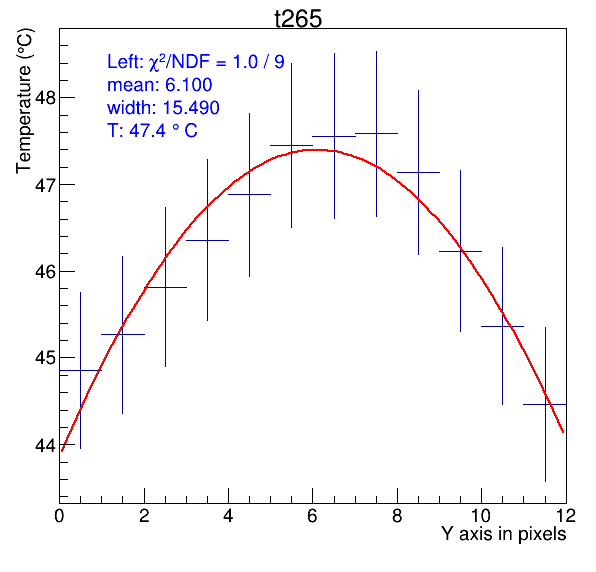 t265
Temperature (°C)
Left: χ²/NDF = 1.0 / 9
mean: 6.100
width: 15.490
T: 47.4 ° C
48
47
46
45
44
0 2 4 6 8 10 12
Y axis in pixels